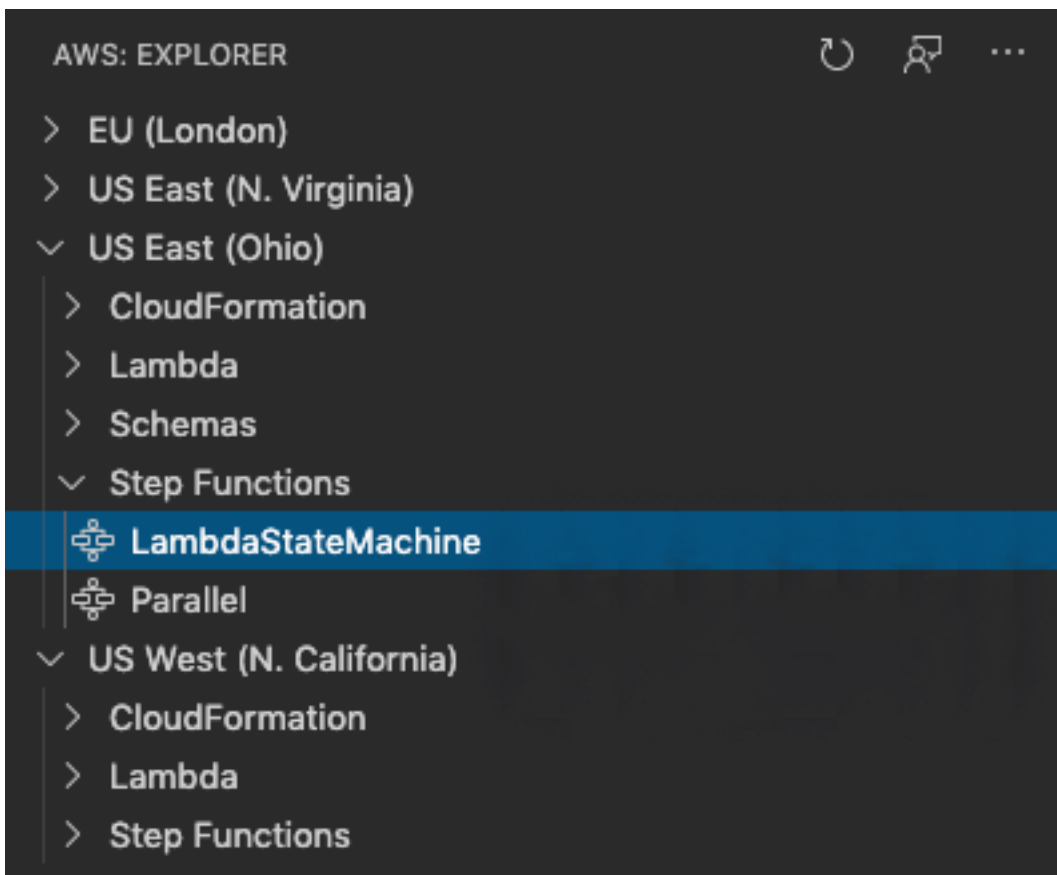 AWS: EXPLORER
EU (London)
US East (N. Virginia)
US East (Ohio)
CloudFormation
Lambda
Schemas
Step Functions
LambdaStateMachine
Parallel
US West (N. California)
CloudFormation
Lambda
Step Functions